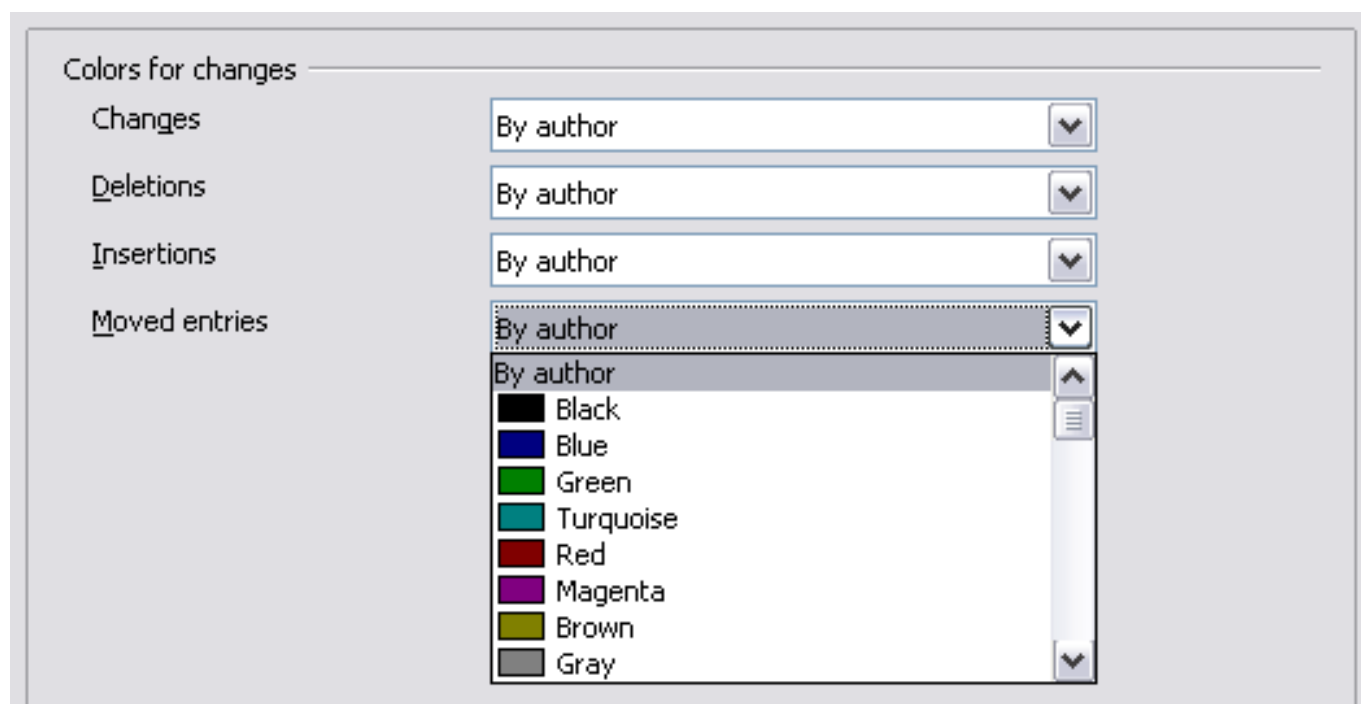 Colors for changes
Changes By author
Deletions By author
Insertions By author
Moved entries By author
By author
Black
Blue
Green
Turquoise
Red
Magenta
Brown
Gray